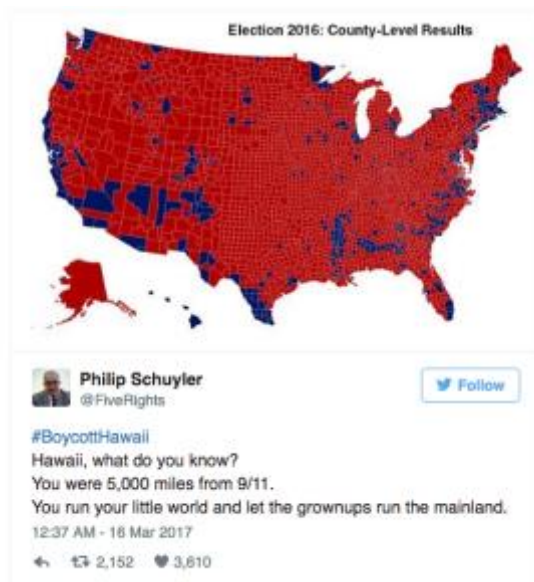 Election 2016: County-Level Results
Philip Schuyler
@FiveRights
Follow
#BoycottHawaii
Hawaii, what do you know?
You were 5,000 miles from 9/11.
You run your little world and let the grownups run the mainland.
12:37 AM - 16 Mar 2017
2,152 3,610